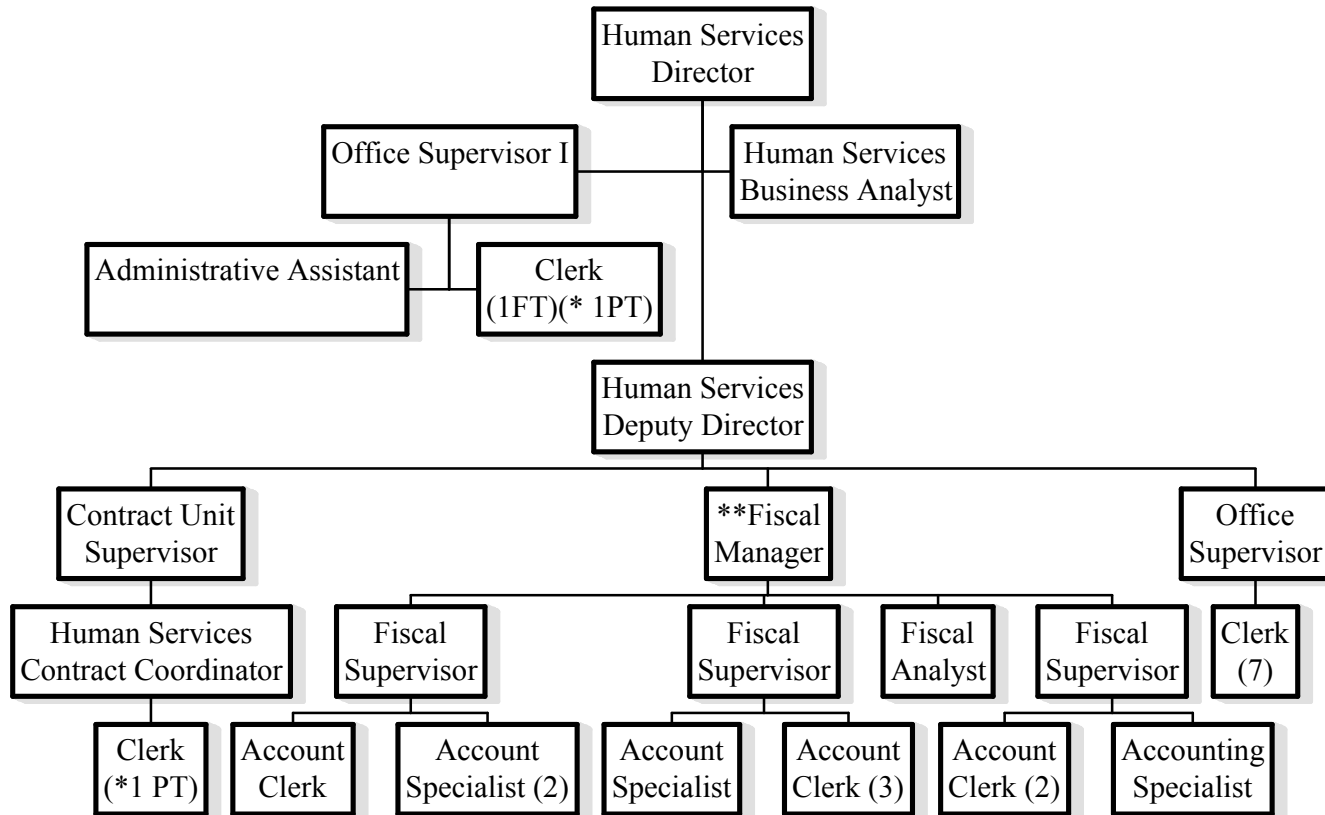 Human Services
Director
Office Supervisor I
Human Services
Business Analyst
Administrative Assistant
Clerk
(1FT)(* 1PT)
Human Services
Deputy Director
Contract Unit
Supervisor
**Fiscal
Manager
Office
Supervisor
Human Services
Contract Coordinator
Fiscal
Supervisor
Fiscal
Supervisor
Fiscal
Analyst
Fiscal
Supervisor
Clerk
(7)
Clerk
(*1 PT)
Account
Clerk
Account
Specialist (2)
Account
Specialist
Account
Clerk (3)
Account
Clerk (2)
Accounting
Specialist